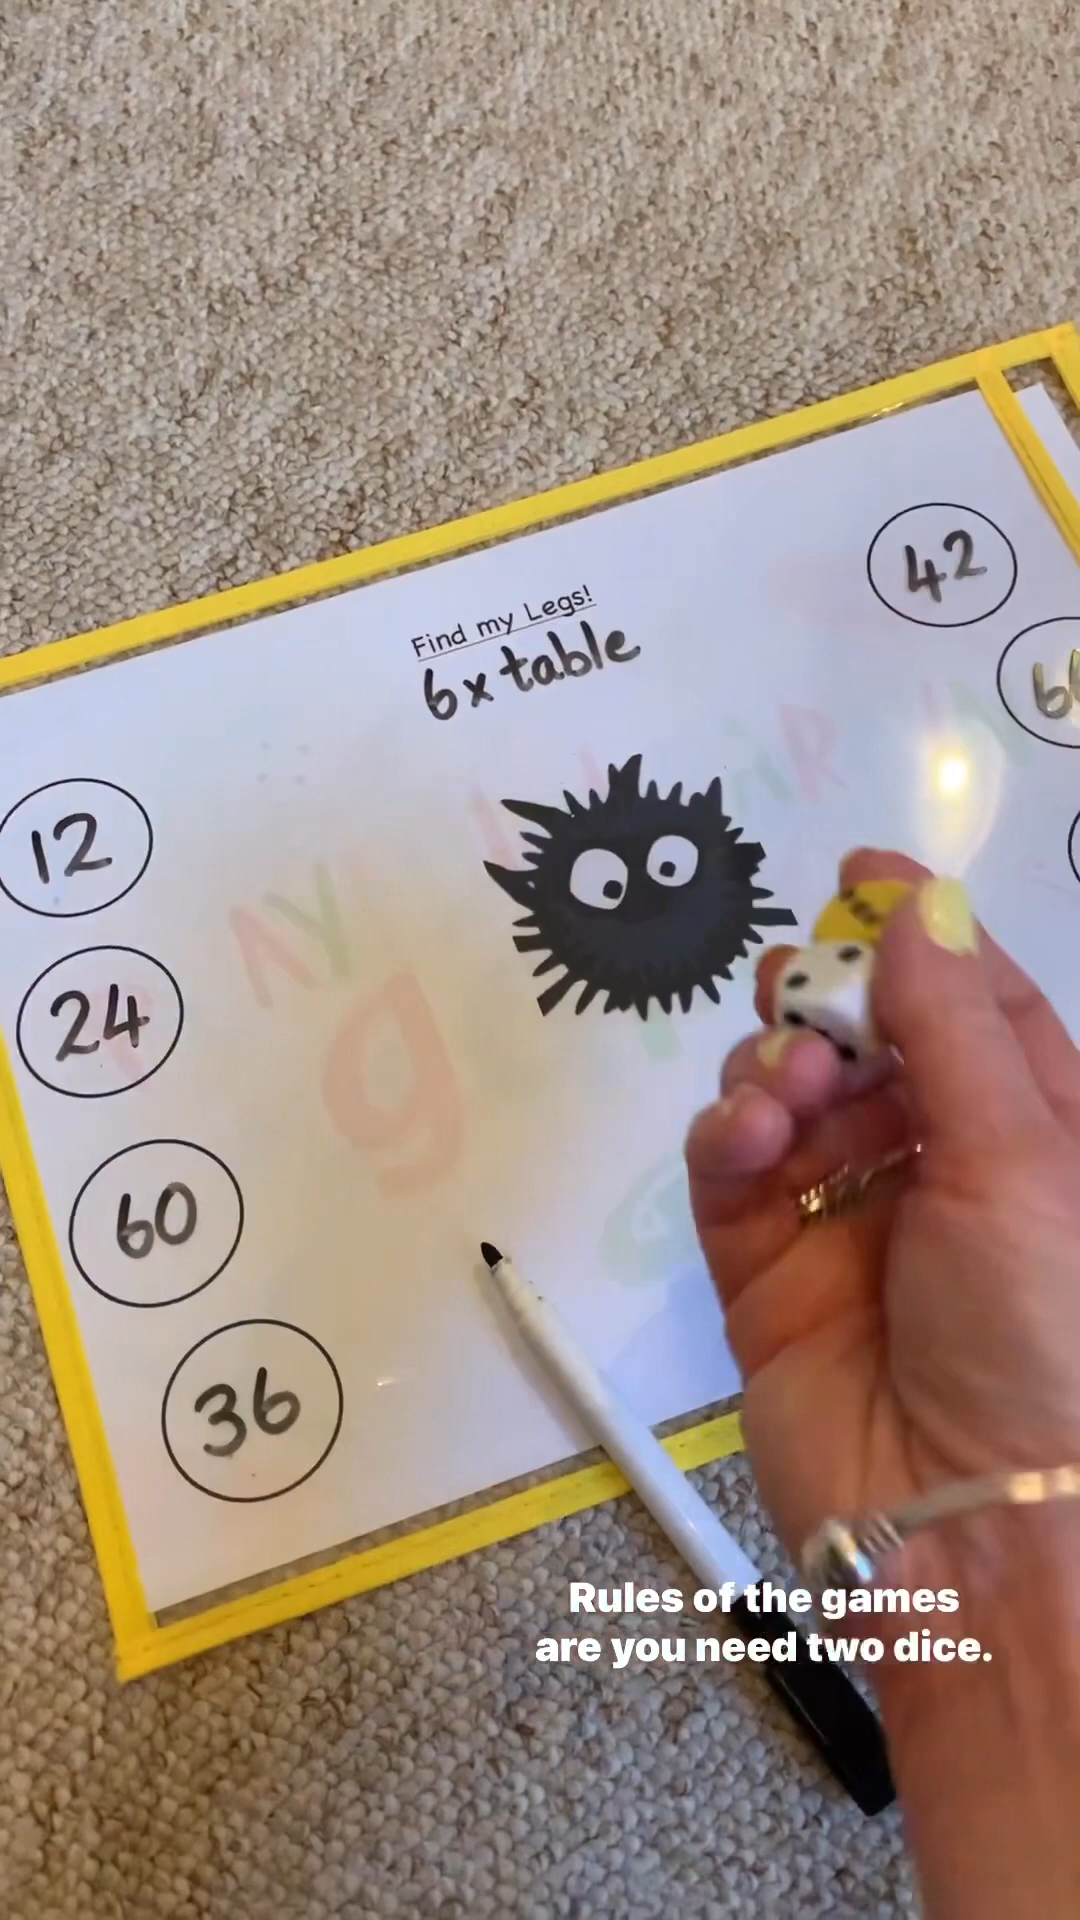 Find my Legs!
6x table
42
12
24
60
36
Rules of the games
are you need two dice.